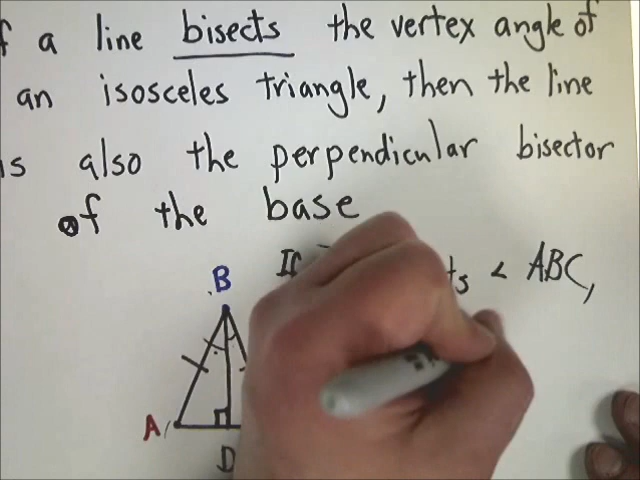 f a line bisects the vertex angle of
an isosceles triangle, then the line
is also the perpendicular bisector
of the base
If ts < ABC,
B
A
D